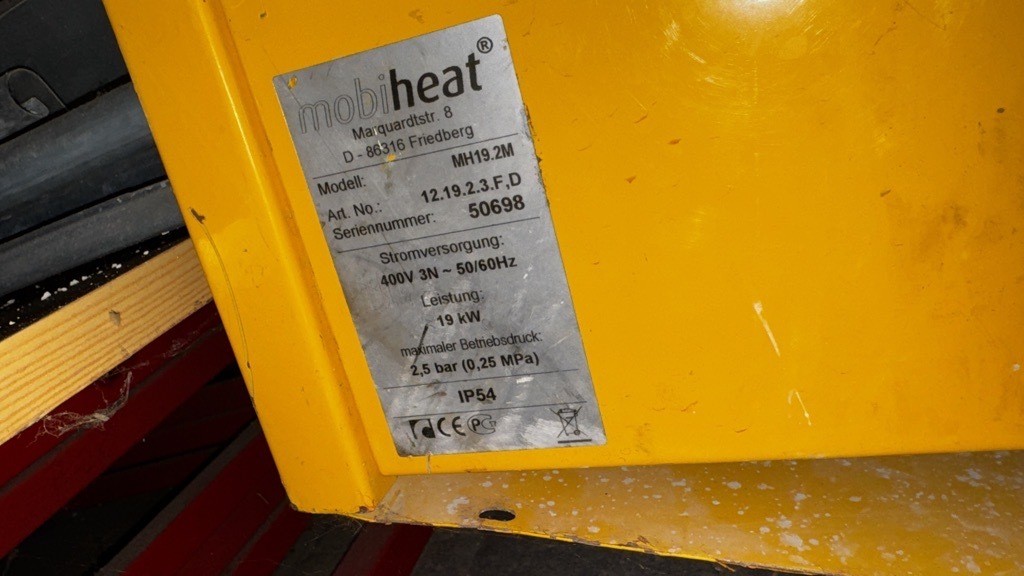 mobiheat®
Marquardtstr. 8
D - 86316 Friedberg
Modell: MH19.2M
Art. No.: 12.19.2.3.F,D
Seriennummer: 50698
Stromversorgung:
400V 3N ~ 50/60Hz
Leistung:
19 kW
maximaler Betriebsdruck:
2,5 bar (0,25 MPa)
IP54
CE